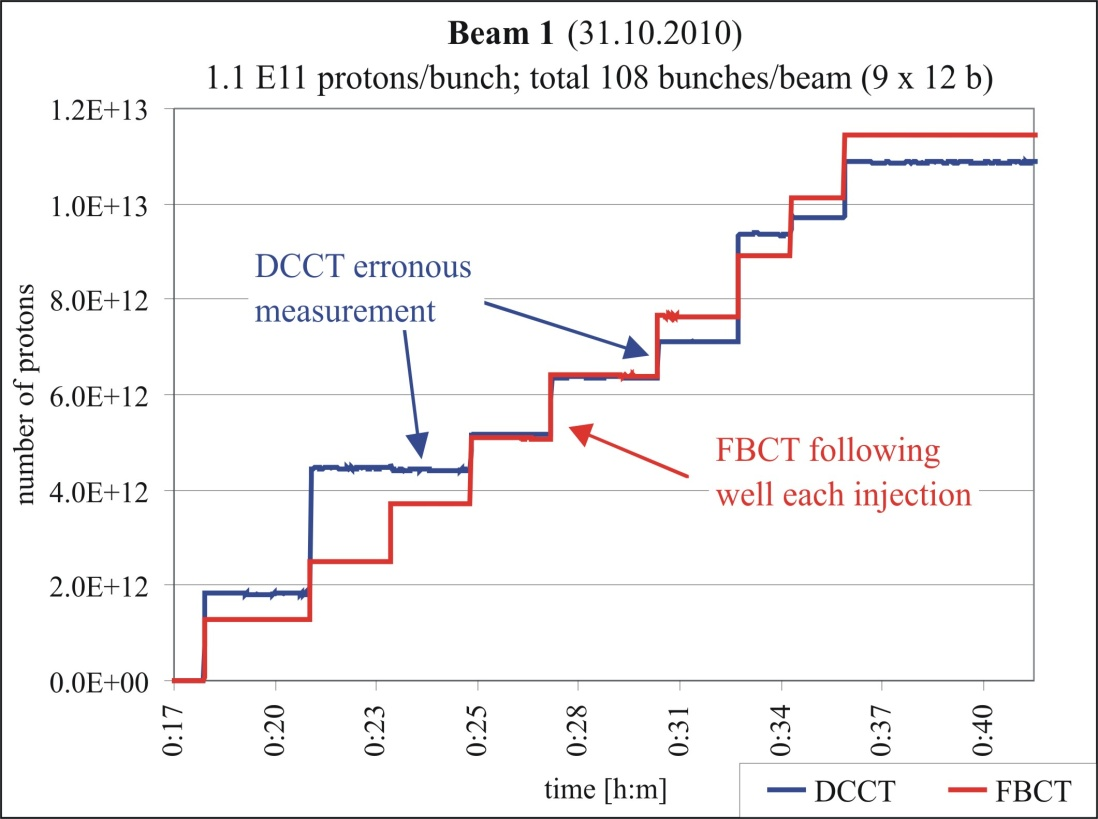 Beam 1 (31.10.2010)
1.1 E11 protons/bunch; total 108 bunches/beam (9 x 12 b)
1.2E+13
1.0E+13
8.0E+12
6.0E+12
4.0E+12
2.0E+12
0.0E+00
number of protons
DCCT erronous
measurement
FBCT following
well each injection
0:17
0:20
0:23
0:25
0:28
0:31
0:34
0:37
0:40
time [h:m]
DCCT
FBCT